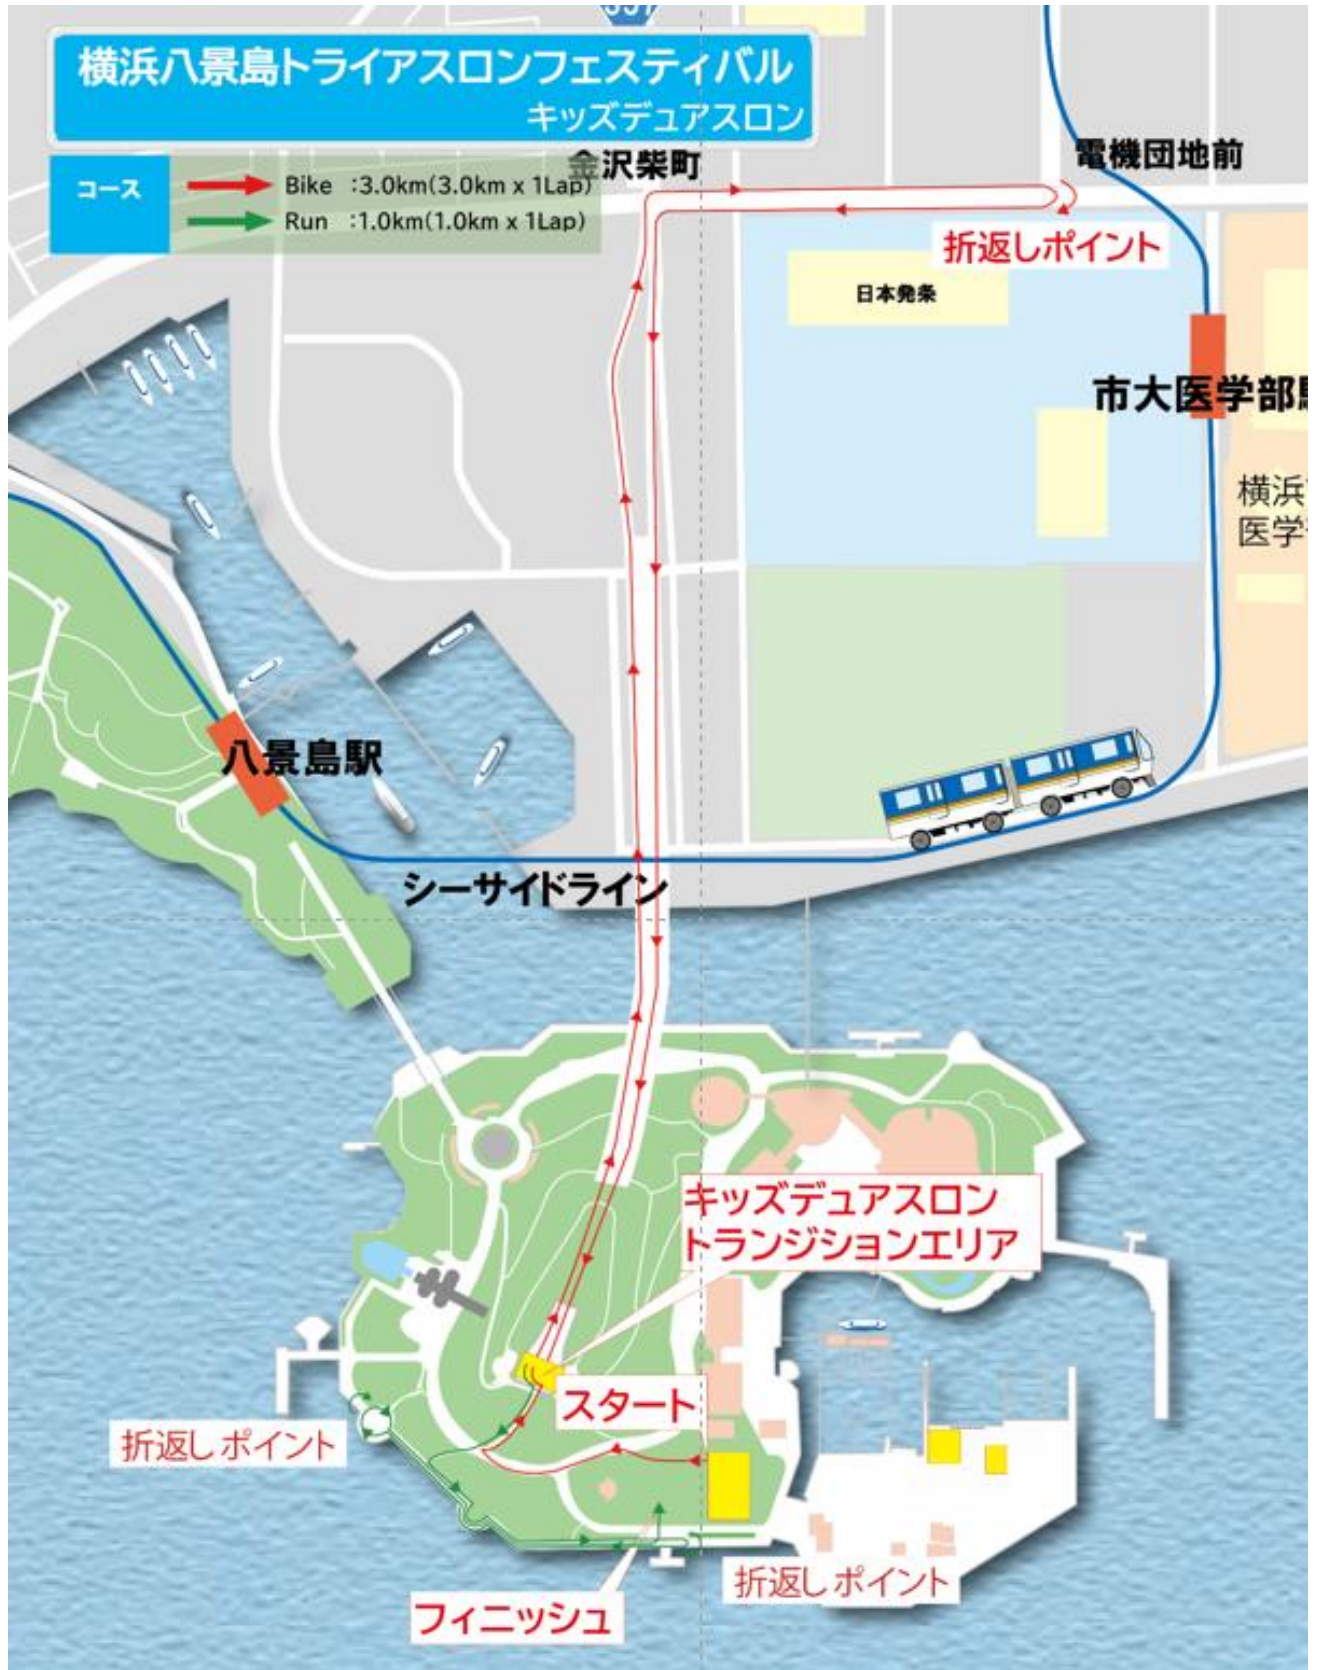 横浜八景島トライアスロンフェスティバル
キッズデュアスロン
コース
Bike :3.0km(3.0km x 1Lap)
Run :1.0km(1.0km x 1Lap)
金沢柴町
電機団地前
折返しポイント
日本発条
市大医学部
横浜
医学
八景島駅
シーサイドライン
キッズデュアスロン
トランジションエリア
スタート
折返しポイント
折返しポイント
フィニッシュ